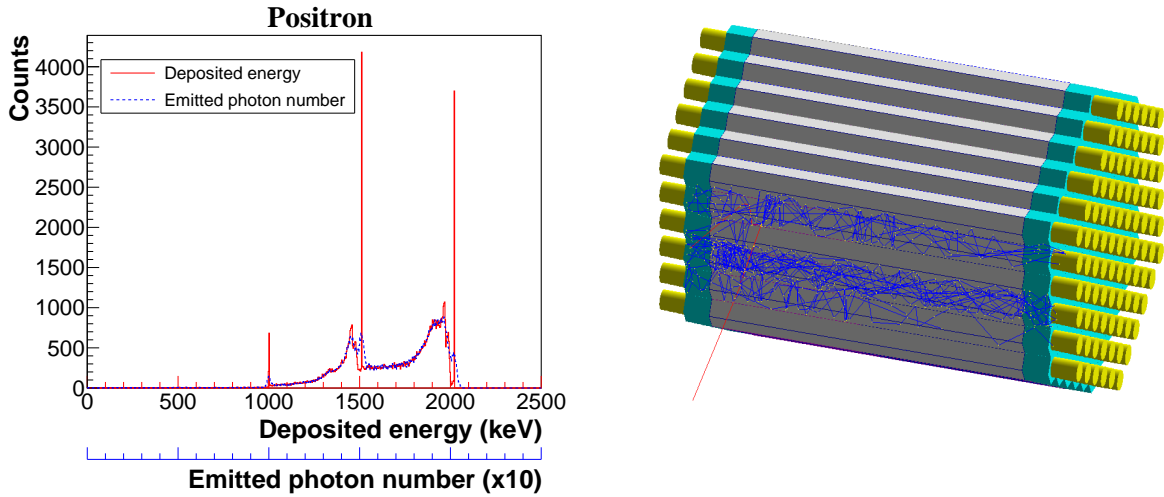 Positron
Counts
4000
3500
3000
2500
2000
1500
1000
500
0
Deposited energy
Emitted photon number
0 500 1000 1500 2000 2500
Deposited energy (keV)
Emitted photon number (x10)